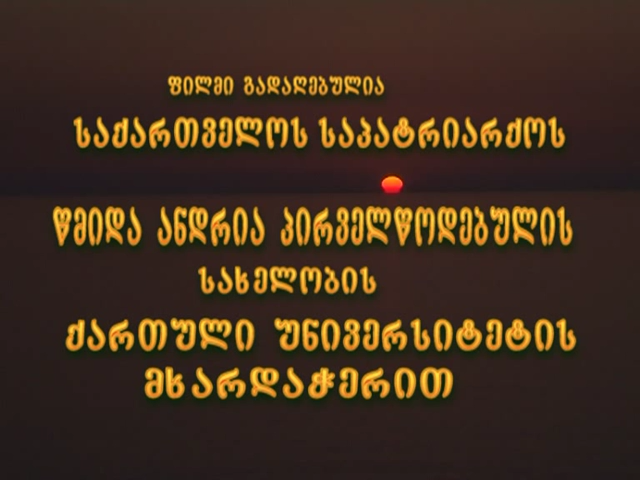 ფილმი გადაღებულია
საქართველოს საპატრიარქოს
წმიდა ანდრია პირველწოდებულის
სახელობის
ქართული უნივერსიტეტის
მხარდაჭერით